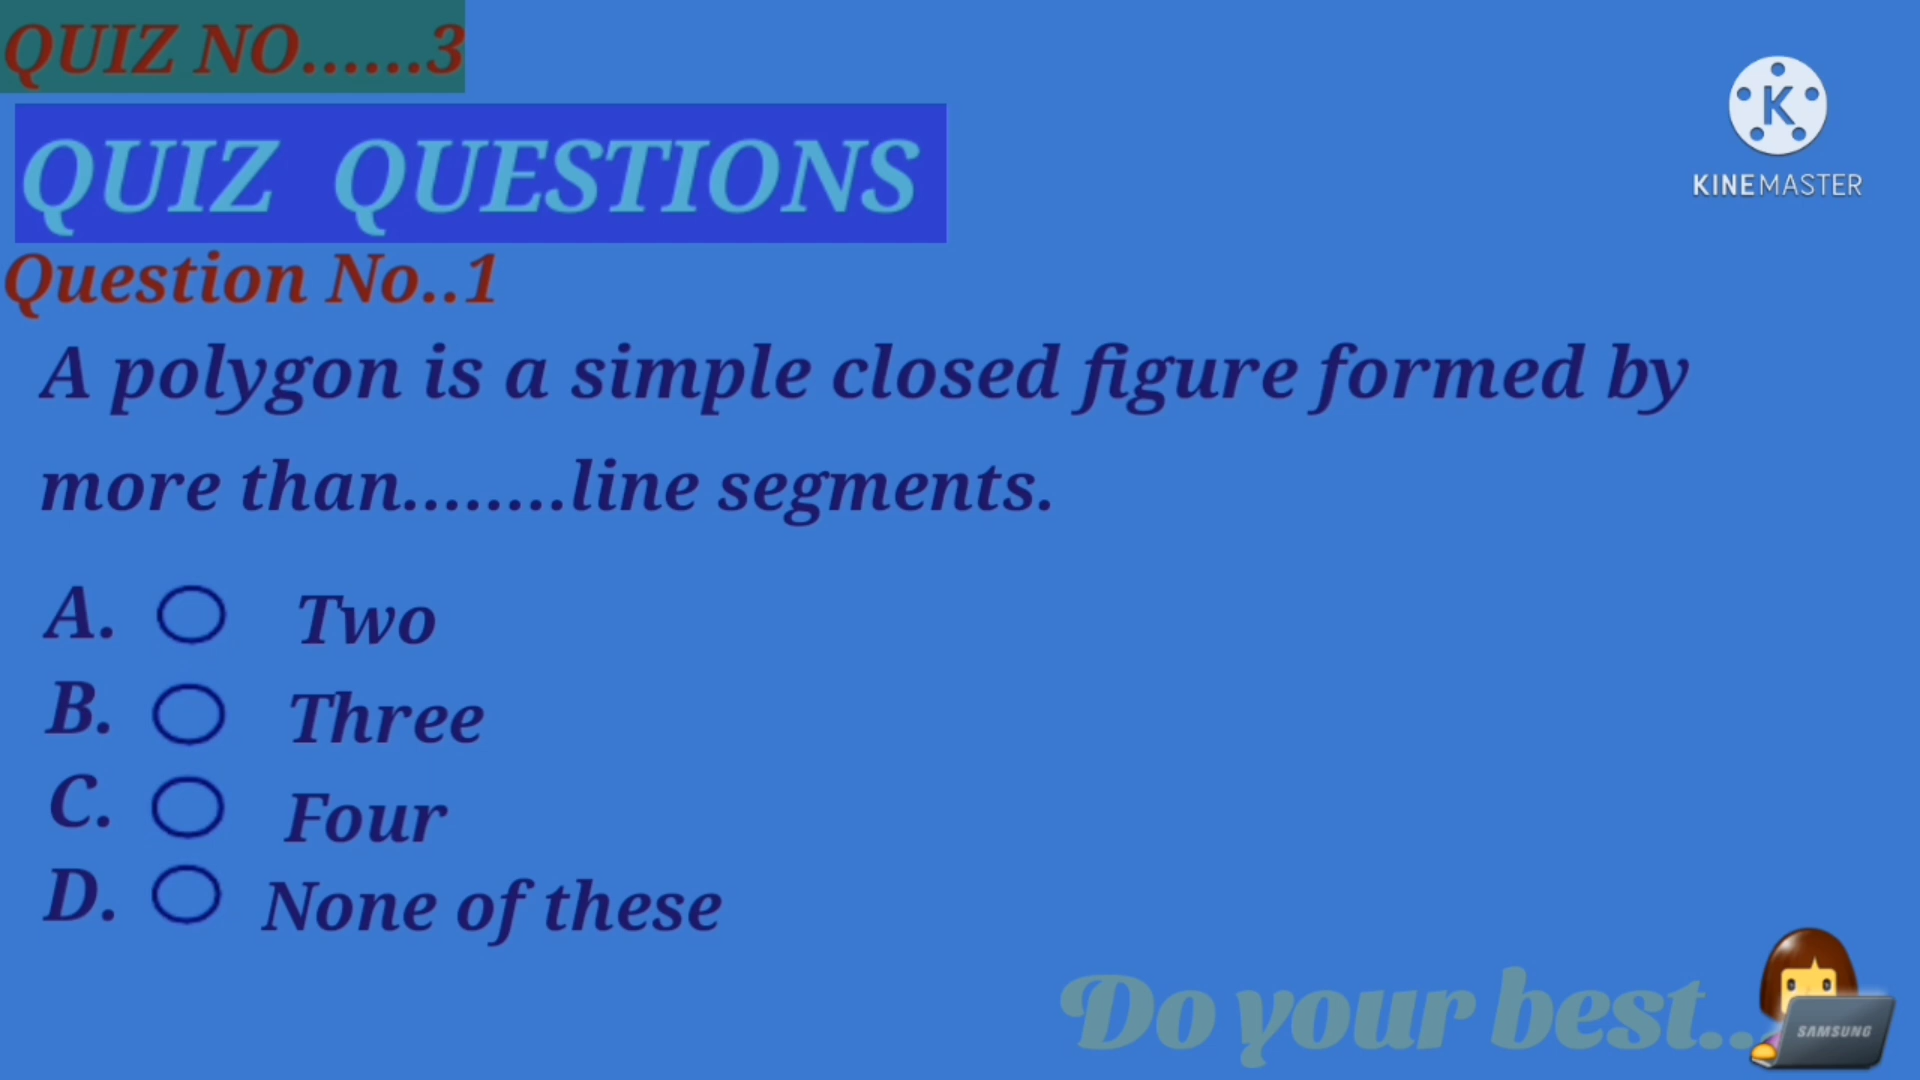 QUIZ NO......3
KINEMASTER
QUIZ QUESTIONS
Question No..1
A polygon is a simple closed figure formed by
more than........line segments.
A. Two
B. Three
C. Four
D. None of these
Do your best...
SAMSUNG